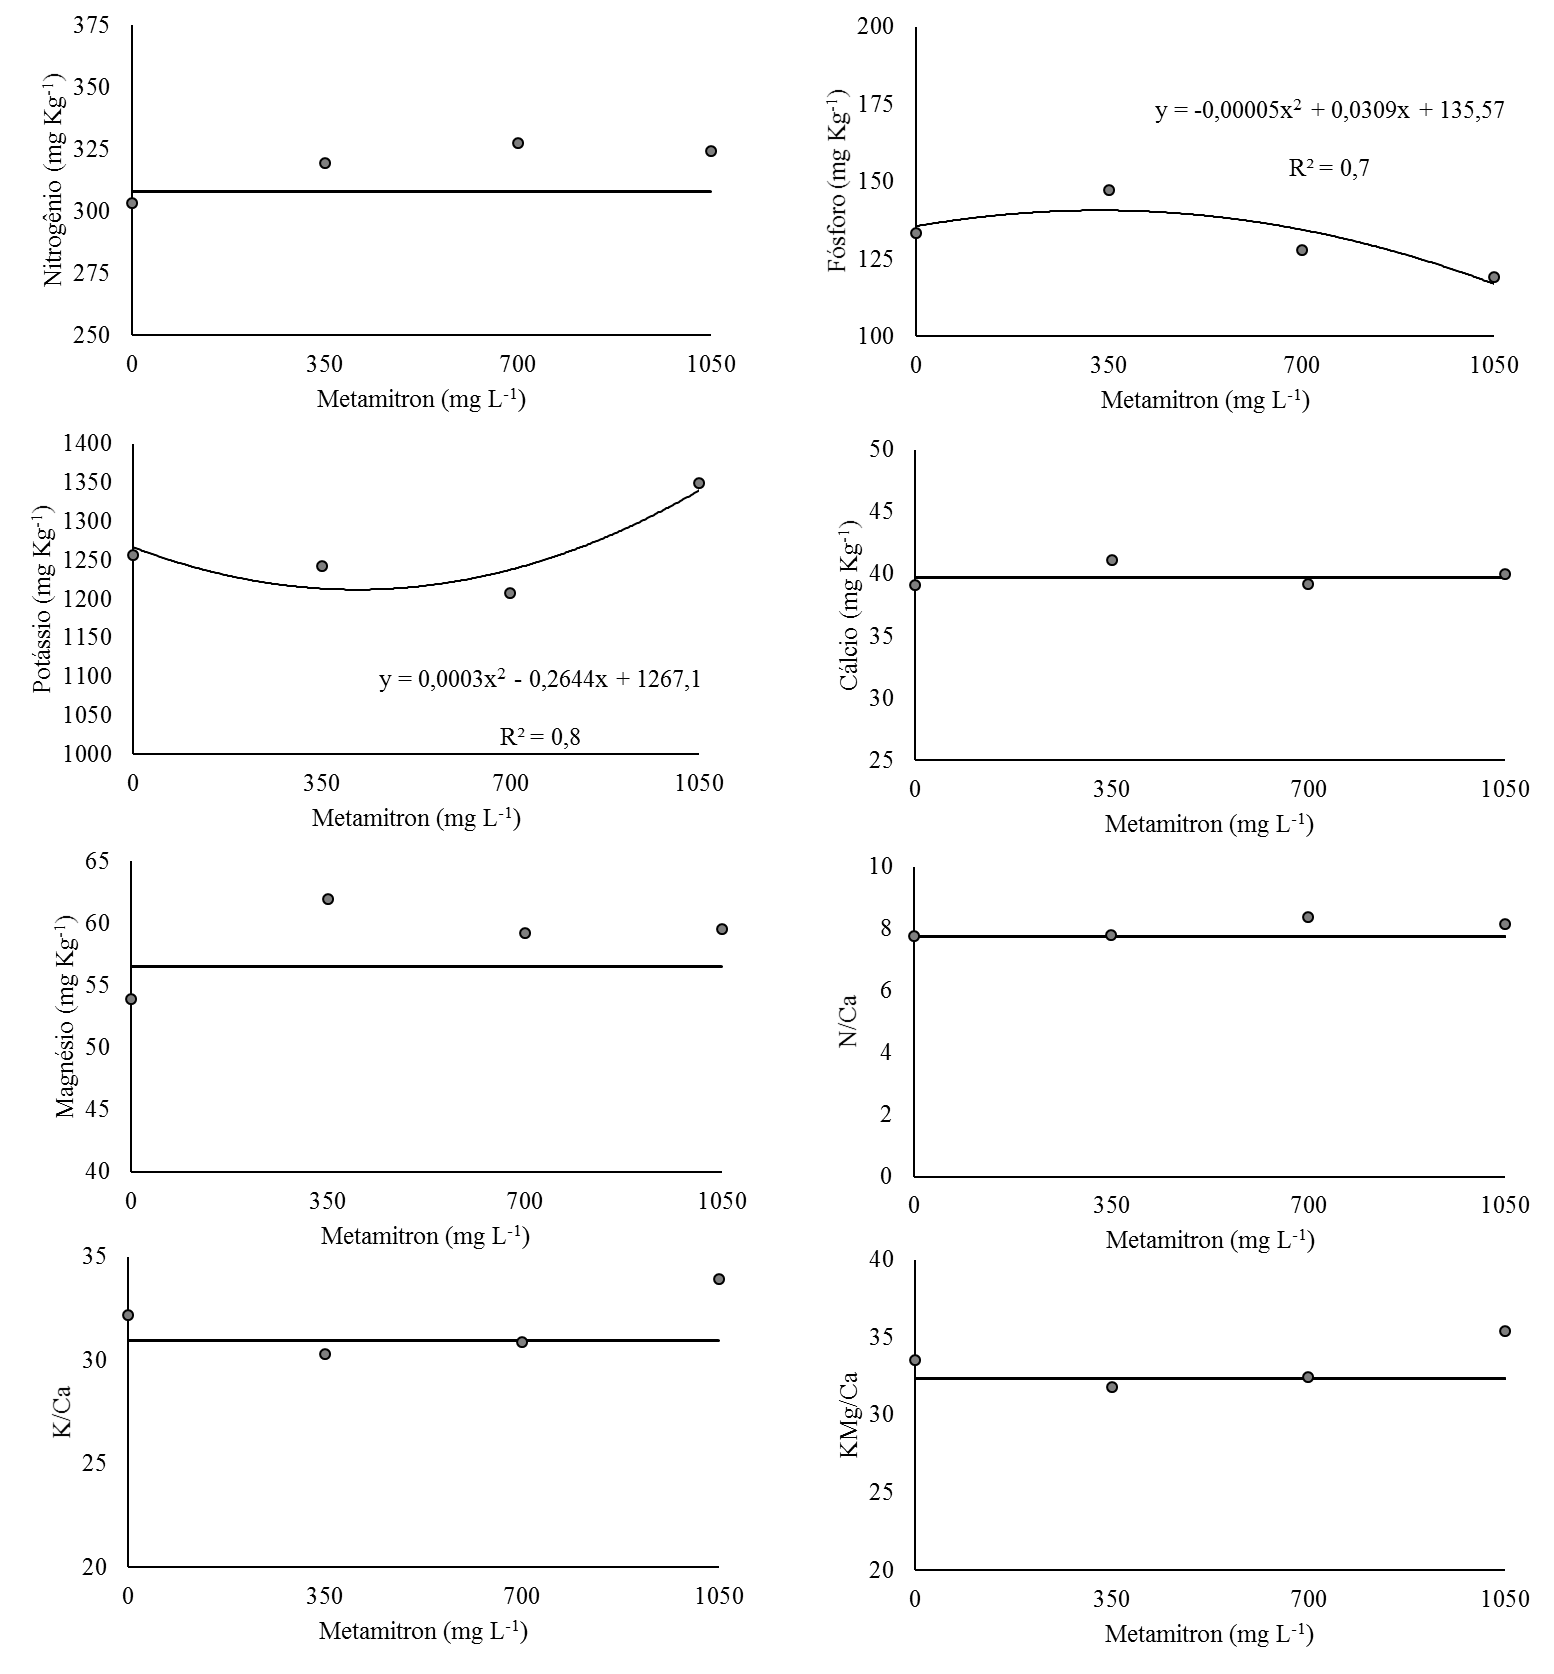 375
350
325
300
275
250
Nitrogênio (mg Kg-1)
0 350 700 1050
Metamitron (mg L-1)
200
175
150
125
100
Fósforo (mg Kg-1)
y = -0,00005x² + 0,0309x + 135,57
R² = 0,7
0 350 700 1050
Metamitron (mg L-1)
1400
1350
1300
1250
1200
1150
1100
1050
1000
Potássio (mg Kg-1)
y = 0,0003x² - 0,2644x + 1267,1
R² = 0,8
0 350 700 1050
Metamitron (mg L-1)
50
45
40
35
30
25
Cálcio (mg Kg-1)
0 350 700 1050
Metamitron (mg L-1)
65
60
55
50
45
40
Magnésio (mg Kg-1)
0 350 700 1050
Metamitron (mg L-1)
10
8
6
4
2
0
N/Ca
0 350 700 1050
Metamitron (mg L-1)
35
30
25
20
K/Ca
0 350 700 1050
Metamitron (mg L-1)
40
35
30
25
20
KMg/Ca
0 350 700 1050
Metamitron (mg L-1)